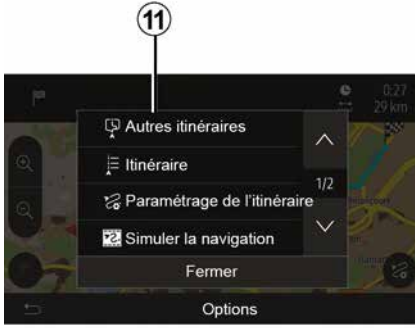 11
0:27
29 km
Autres itinéraires
Itinéraire
1/2
Paramétrage de l'itinéraire
Simuler la navigation
Fermer
Options